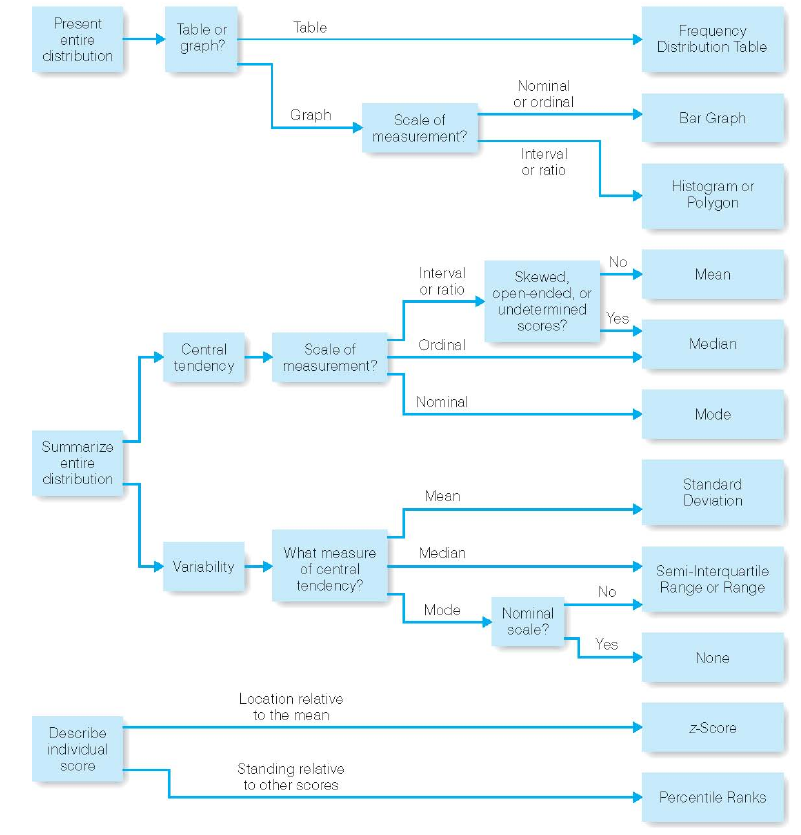 Present
entire
distribution
Table or
graph?
Table
Frequency
Distribution Table
Graph
Scale of
measurement?
Nominal
or ordinal
Bar Graph
Interval
or ratio
Histogram or
Polygon
Summarize
entire
distribution
Central
tendency
Scale of
measurement?
Interval
or ratio
Skewed,
open-ended, or
undetermined
scores?
No
Mean
Yes
Median
Ordinal
Nominal
Mode
Variability
What measure
of central
tendency?
Mean
Standard
Deviation
Median
Semi-Interquartile
Range or Range
Mode
Nominal
scale?
No
Yes
None
Describe
individual
score
Location relative
to the mean
z-Score
Standing relative
to other scores
Percentile Ranks